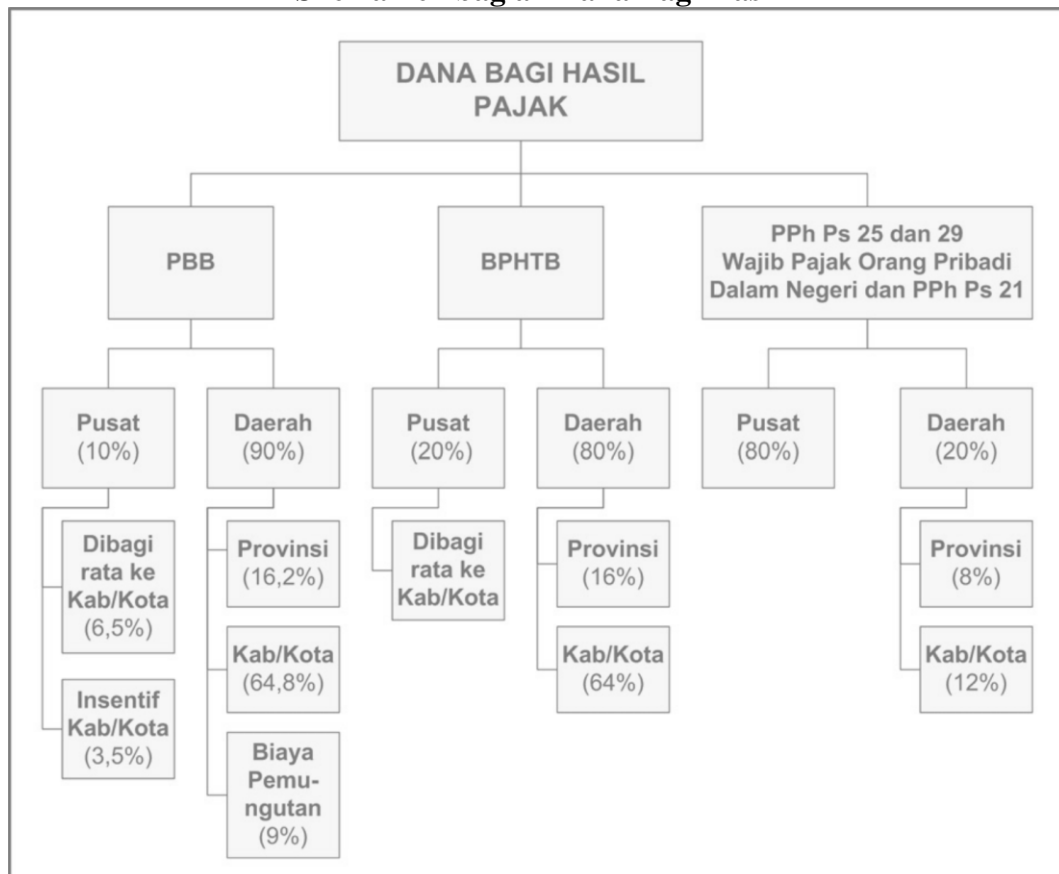 DANA BAGI HASIL
PAJAK
PBB
BPHTB
PPh Ps 25 dan 29
Wajib Pajak Orang Pribadi
Dalam Negeri dan PPh Ps 21
Pusat
(10%)
Daerah
(90%)
Pusat
(20%)
Daerah
(80%)
Pusat
(80%)
Daerah
(20%)
Dibagi
rata ke
Kab/Kota
(6,5%)
Insentif
Kab/Kota
(3,5%)
Provinsi
(16,2%)
Kab/Kota
(64,8%)
Biaya
Pemu-
ngutan
(9%)
Dibagi
rata ke
Kab/Kota
Provinsi
(16%)
Kab/Kota
(64%)
Provinsi
(8%)
Kab/Kota
(12%)